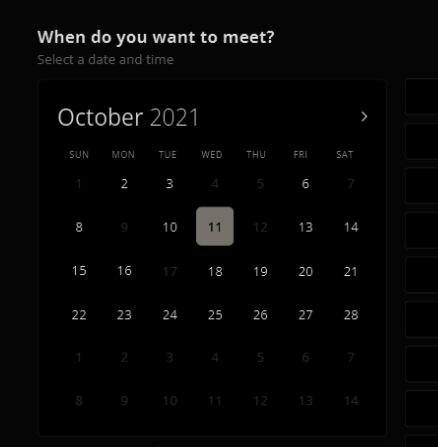 When do you want to meet?
Select a date and time
October 2021 >
SUN MON TUE WED THU FRI SAT
1 2 3 4 5 6 7
8 9 10 11 12 13 14
15 16 17 18 19 20 21
22 23 24 25 26 27 28
1 2 3 4 5 6 7
8 9 10 11 12 13 14